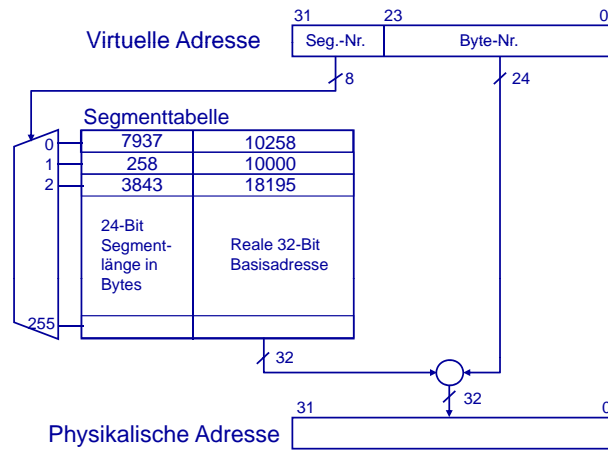 31 23 0
Virtuelle Adresse Seg.-Nr. Byte-Nr.
8 24
Segmenttabelle
0 7937 10258
1 258 10000
2 3843 18195
24-Bit
Segment-
länge in
Bytes
Reale 32-Bit
Basisadresse
255
32
32
31 0
Physikalische Adresse